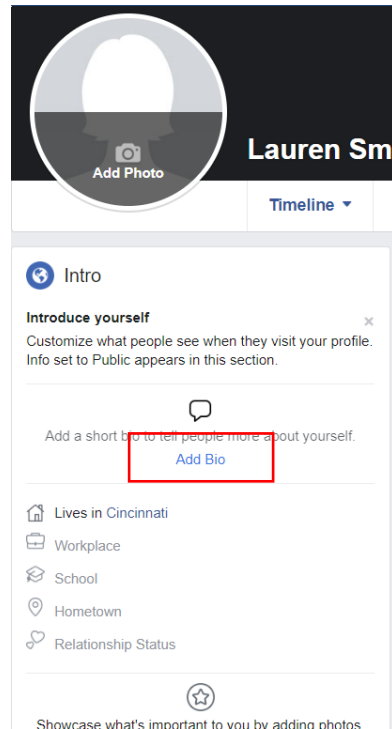 Add Photo
Lauren Sm
Timeline
Intro
Introduce yourself
Customize what people see when they visit your profile.
Info set to Public appears in this section.
Add a short bio to tell people more about yourself.
Add Bio
Lives in Cincinnati
Workplace
School
Hometown
Relationship Status
Showcase what's important to you by adding photos